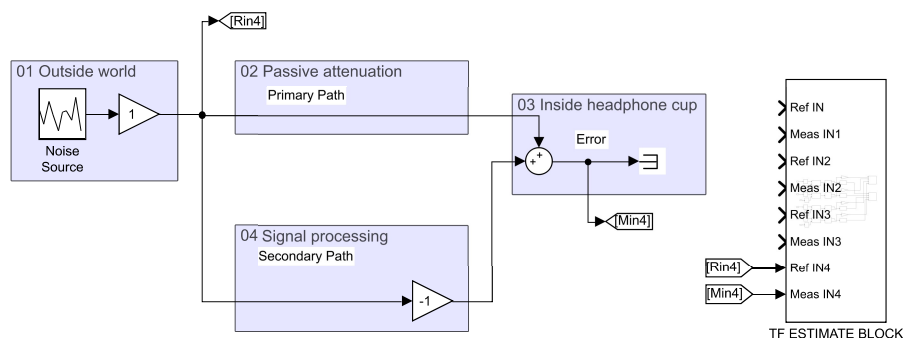 [Rin4]
01 Outside world
1
Noise
Source
02 Passive attenuation
Primary Path
03 Inside headphone cup
+
+
Error
[Min4]
04 Signal processing
Secondary Path
-1
Ref IN
Meas IN1
Ref IN2
Meas IN2
Ref IN3
Meas IN3
[Rin4]
Ref IN4
[Min4]
Meas IN4
TF ESTIMATE BLOCK